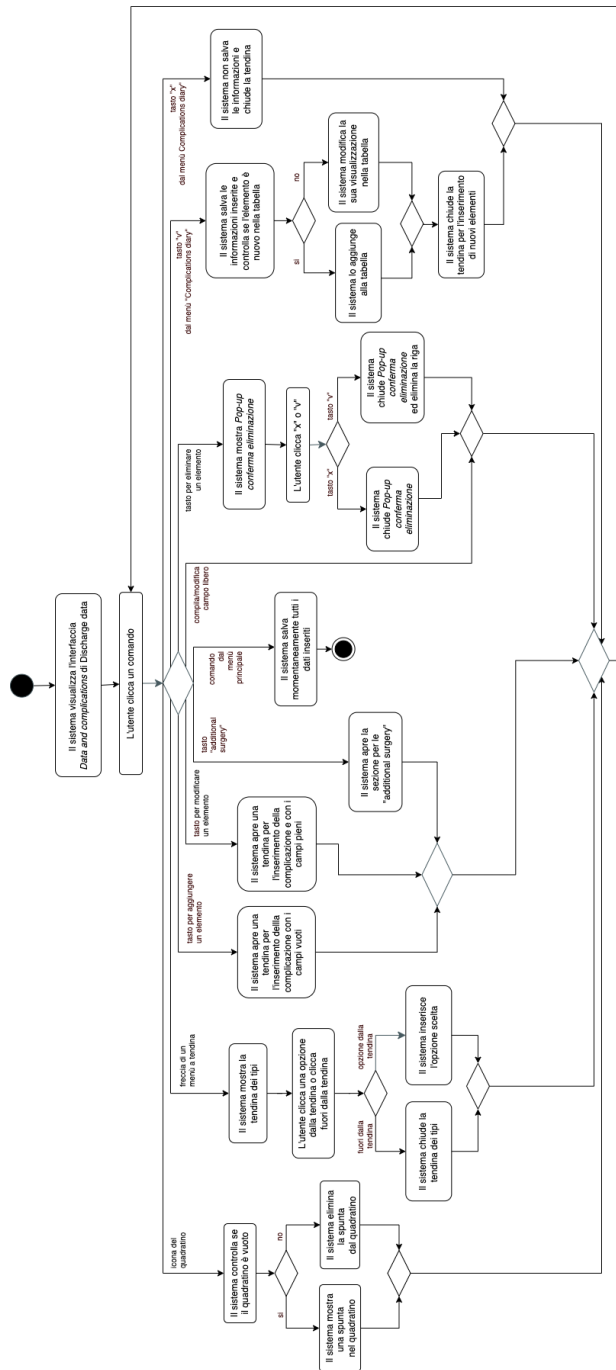 Il sistema visualizza l'interfaccia
Data and complications di Discharge data
L'utente clicca un comando
icona del
quadratino
Il sistema controlla se
il quadratino è vuoto
si
no
Il sistema mostra
una spunta
nel quadratino
Il sistema elimina
la spunta
dal quadratino
freccia di un
menù a tendina
Il sistema mostra la
tendina dei tipi
L'utente clicca una opzione
dalla tendina o clicca
fuori dalla tendina
fuori dalla
tendina
opzione dalla
tendina
Il sistema chiude la
tendina dei tipi
Il sistema inserisce
l'opzione scelta
tasto per aggiungere
un elemento
Il sistema apre una
tendina per
l'inserimento dellla
complicazione con i
campi vuoti
tasto per modificare
un elemento
Il sistema apre una
tendina per
l'inserimento della
complicazione e con i
campi pieni
tasto
"additional
surgery"
Il sistema apre la
sezione per le
"additional surgery"
comando
dal
menù
principale
Il sistema salva
momentaneamente tutti i
dati inseriti
compila/modifica
campo libero
tasto per eliminare
un elemento
Il sistema mostra Pop-up
conferma eliminazione
L'utente clicca "x" o "v"
tasto "x"
tasto "v"
Il sistema
chiude Pop-up
conferma
eliminazione
Il sistema
chiude Pop-up
conferma
eliminazione
ed elimina la riga
tasto "v"
dal menù "Complications diary"
Il sistema salva le
informazioni inserite e
controlla se l'elemento è
nuovo nella tabella
si
no
Il sistema lo aggiunge
alla tabella
Il sistema modifica la
sua visualizzazione
nella tabella
Il sistema chiude la
tendina per l'inserimento
di nuovi elementi
tasto "x"
dal menù Complications diary"
Il sistema non salva
le informazioni e
chiude la tendina